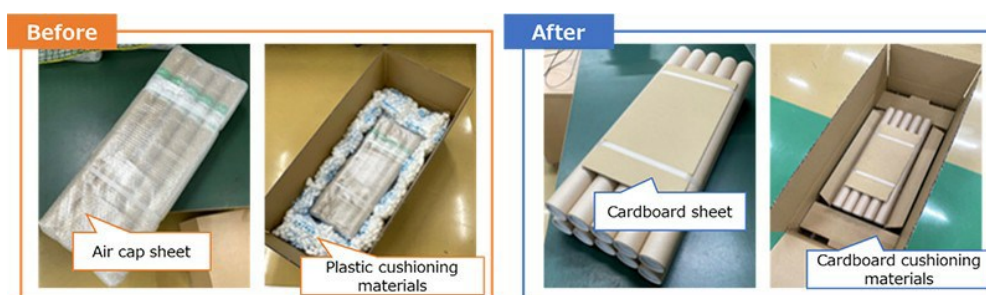 Before
Air cap sheet
Plastic cushioning
materials
After
Cardboard sheet
Cardboard cushioning
materials